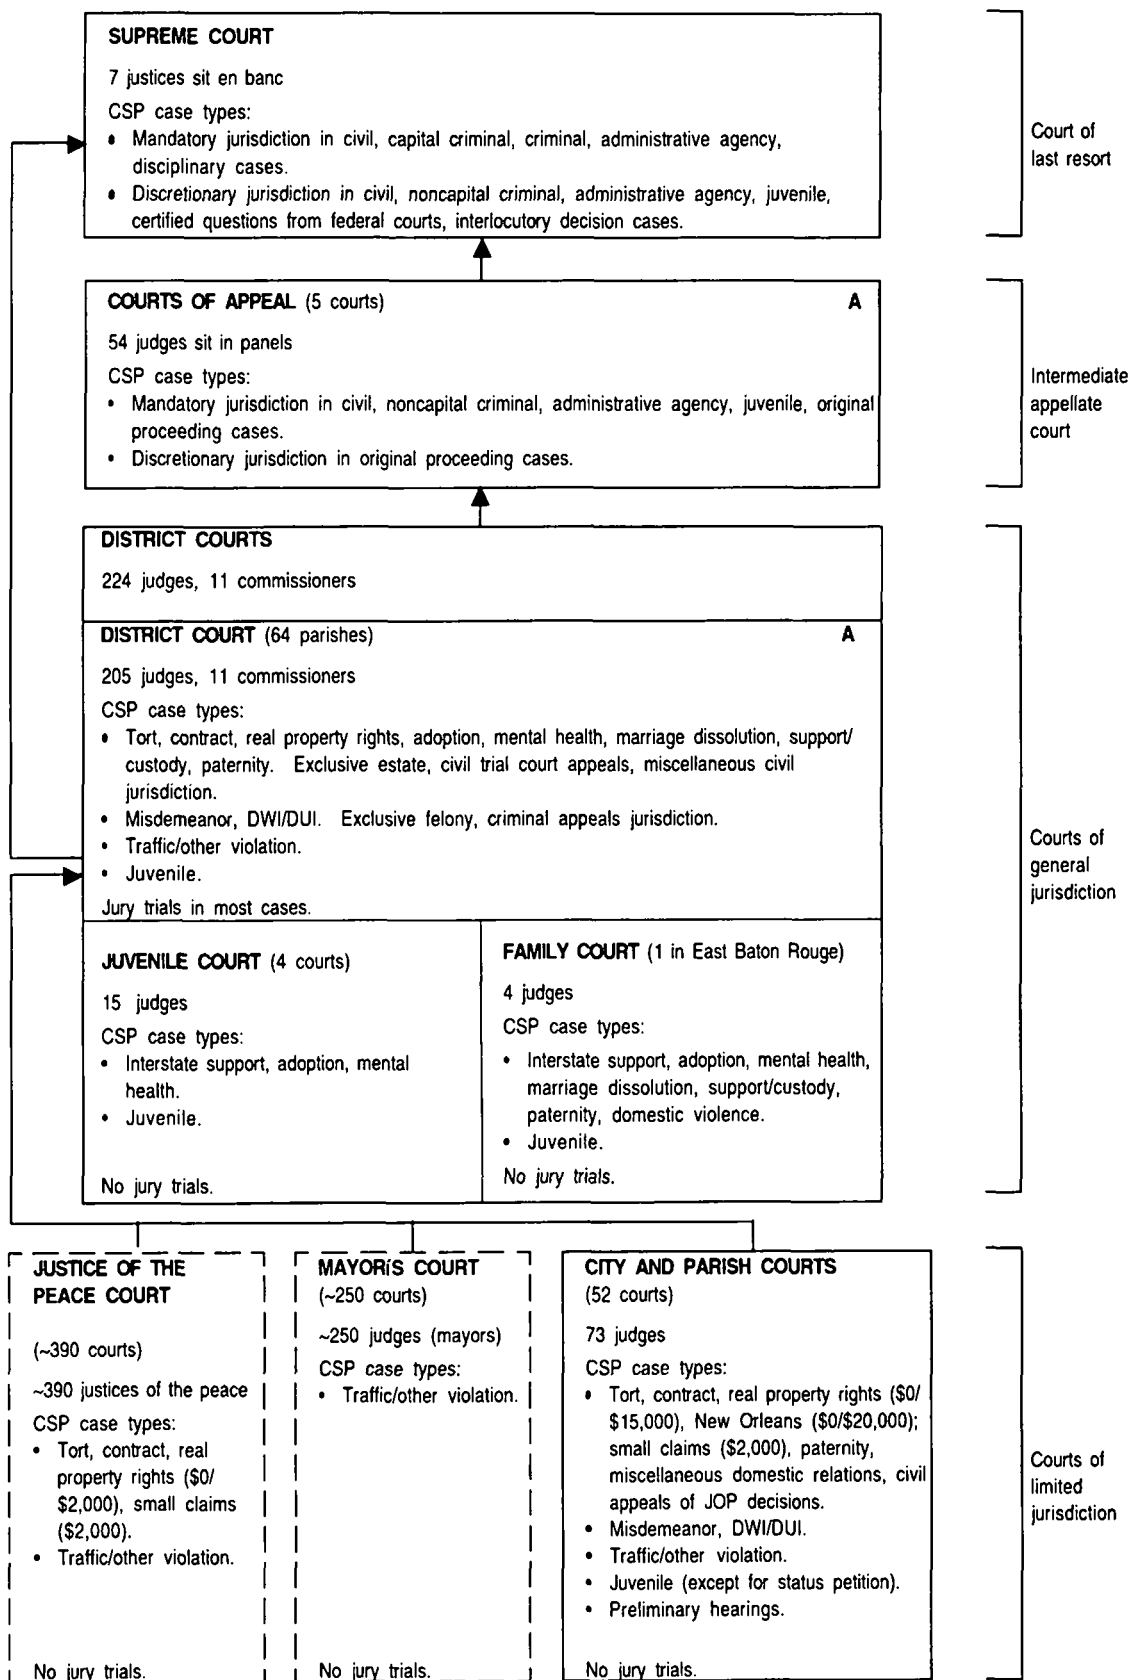 SUPREME COURT
7 justices sit en banc
CSP case types:
• Mandatory jurisdiction in civil, capital criminal, criminal, administrative agency,
disciplinary cases.
• Discretionary jurisdiction in civil, noncapital criminal, administrative agency, juvenile,
certified questions from federal courts, interlocutory decision cases.
Court of
last resort
COURTS OF APPEAL (5 courts) A
54 judges sit in panels
CSP case types:
• Mandatory jurisdiction in civil, noncapital criminal, administrative agency, juvenile, original
proceeding cases.
• Discretionary jurisdiction in original proceeding cases.
Intermediate
appellate
court
DISTRICT COURTS
224 judges, 11 commissioners
DISTRICT COURT (64 parishes) A
205 judges, 11 commissioners
CSP case types:
• Tort, contract, real property rights, adoption, mental health, marriage dissolution, support/
custody, paternity. Exclusive estate, civil trial court appeals, miscellaneous civil
jurisdiction.
• Misdemeanor, DWI/DUI. Exclusive felony, criminal appeals jurisdiction.
• Traffic/other violation.
• Juvenile.
Jury trials in most cases.
JUVENILE COURT (4 courts)
15 judges
CSP case types:
• Interstate support, adoption, mental
health.
• Juvenile.
No jury trials.
FAMILY COURT (1 in East Baton Rouge)
4 judges
CSP case types:
• Interstate support, adoption, mental health,
marriage dissolution, support/custody,
paternity, domestic violence.
• Juvenile.
No jury trials.
Courts of
general
jurisdiction
JUSTICE OF THE
PEACE COURT
(~390 courts)
~390 justices of the peace
CSP case types:
• Tort, contract, real
property rights ($0/
$2,000), small claims
($2,000).
• Traffic/other violation.
No jury trials.
MAYORíS COURT
(~250 courts)
~250 judges (mayors)
CSP case types:
• Traffic/other violation.
No jury trials.
CITY AND PARISH COURTS
(52 courts)
73 judges
CSP case types:
• Tort, contract, real property rights ($0/
$15,000), New Orleans ($0/$20,000);
small claims ($2,000), paternity,
miscellaneous domestic relations, civil
appeals of JOP decisions.
• Misdemeanor, DWI/DUI.
• Traffic/other violation.
• Juvenile (except for status petition).
• Preliminary hearings.
No jury trials.
Courts of
limited
jurisdiction